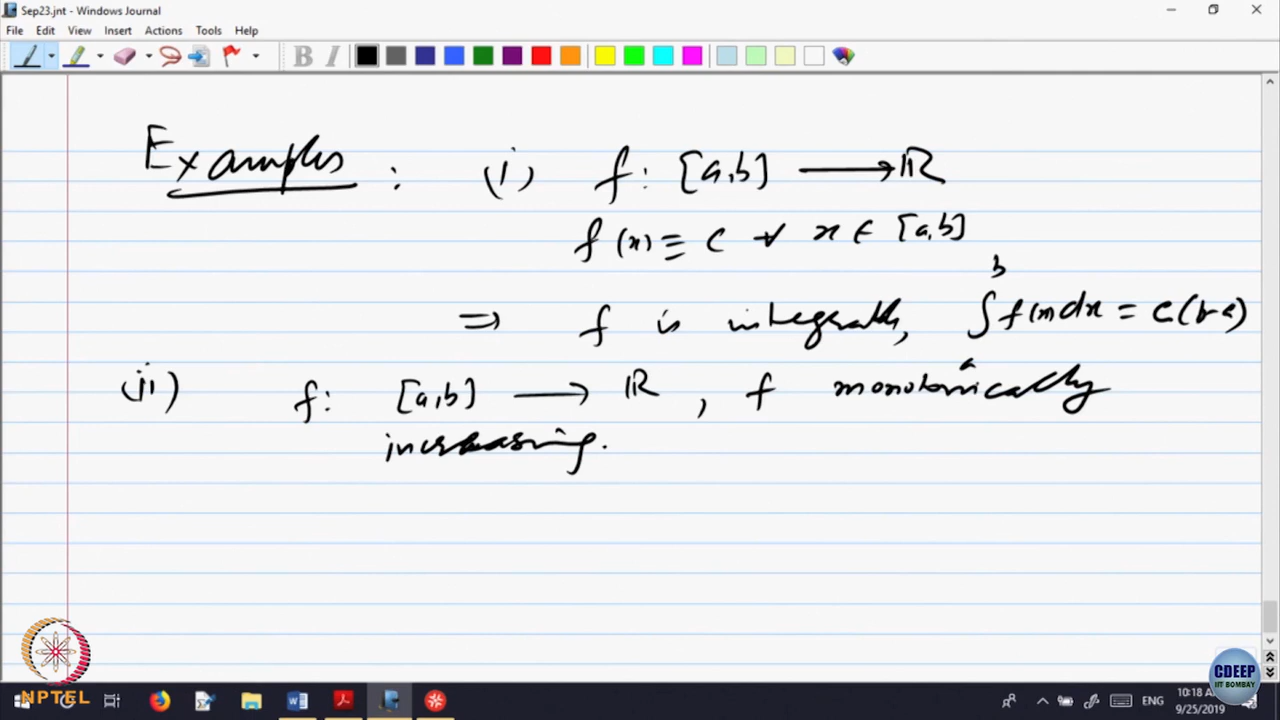 Sep23.jnt - Windows Journal
File Edit View Insert Actions Tools Help
B I
Examples : (i) f : [a,b] ⟶ ℝ
f(x) ≡ c ∀ x ∈ [a,b]
⇒ f is integrable, ∫_a^b f(x)dx = c(b-a)
(ii) f : [a,b] ⟶ ℝ , f monotonically
increasing.
NPTEL
CDEEP
IIT BOMBAY
ENG
10:18 A
9/25/2019